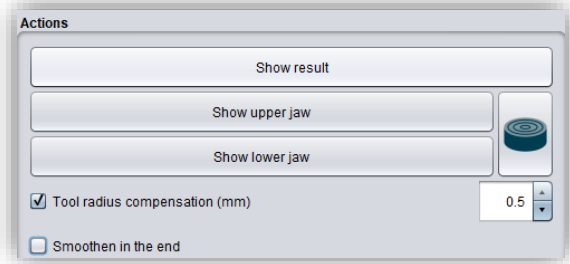 Actions
Show result
Show upper jaw
Show lower jaw
Tool radius compensation (mm) 0.5
Smoothen in the end